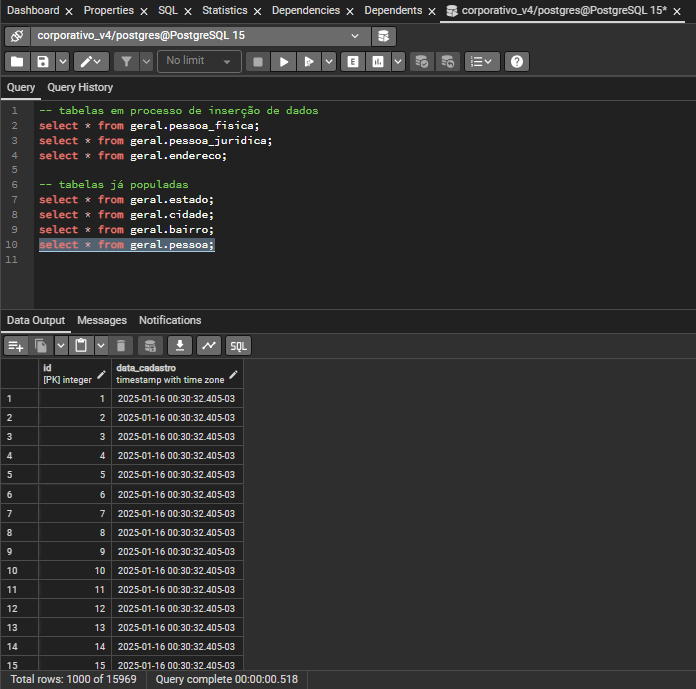 Dashboard Properties SQL Statistics Dependencies Dependents corporativo_v4/postgres@PostgreSQL 15*
corporativo_v4/postgres@PostgreSQL 15
No limit
E
Query Query History
1 -- tabelas em processo de inserção de dados
2 select * from geral.pessoa_fisica;
3 select * from geral.pessoa_juridica;
4 select * from geral.endereco;
5
6 -- tabelas já populadas
7 select * from geral.estado;
8 select * from geral.cidade;
9 select * from geral.bairro;
10 select * from geral.pessoa;
11
Data Output Messages Notifications
SQL
id data_cadastro
[PK] integer timestamp with time zone
1 1 2025-01-16 00:30:32.405-03
2 2 2025-01-16 00:30:32.405-03
3 3 2025-01-16 00:30:32.405-03
4 4 2025-01-16 00:30:32.405-03
5 5 2025-01-16 00:30:32.405-03
6 6 2025-01-16 00:30:32.405-03
7 7 2025-01-16 00:30:32.405-03
8 8 2025-01-16 00:30:32.405-03
9 9 2025-01-16 00:30:32.405-03
10 10 2025-01-16 00:30:32.405-03
11 11 2025-01-16 00:30:32.405-03
12 12 2025-01-16 00:30:32.405-03
13 13 2025-01-16 00:30:32.405-03
14 14 2025-01-16 00:30:32.405-03
15 15 2025-01-16 00:30:32.405-03
Total rows: 1000 of 15969 Query complete 00:00:00.518